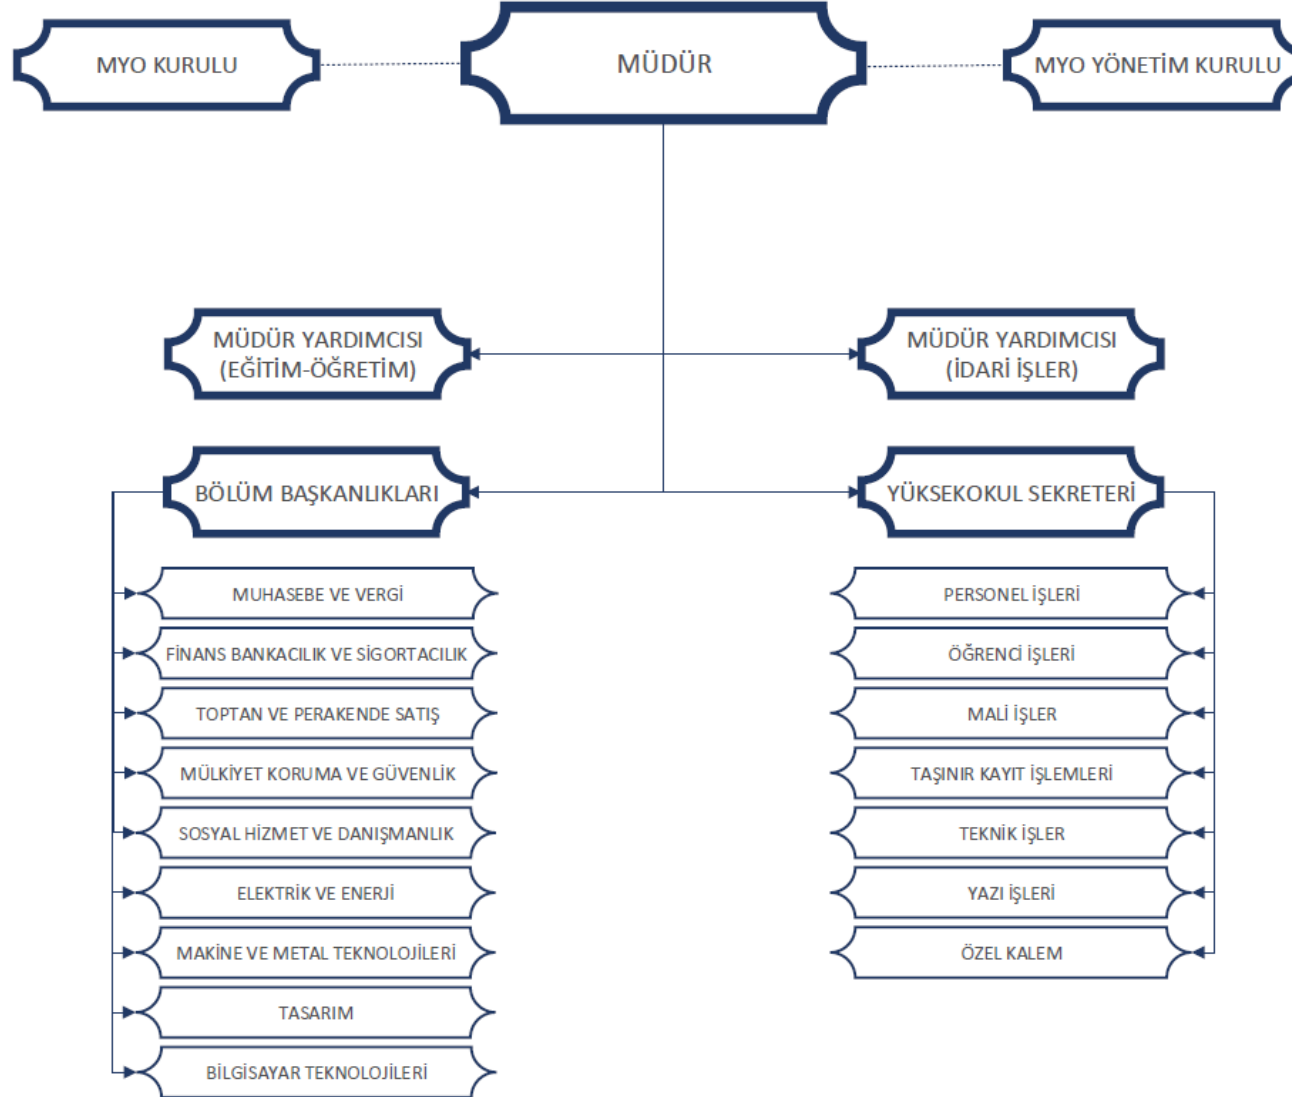 MYO KURULU
MÜDÜR
MYO YÖNETİM KURULU
MÜDÜR YARDIMCISI
(EĞİTİM-ÖĞRETİM)
MÜDÜR YARDIMCISI
(İDARİ İŞLER)
BÖLÜM BAŞKANLIKLARI
YÜKSEKOKUL SEKRETERİ
MUHASEBE VE VERGİ
FİNANS BANKACILIK VE SİGORTACILIK
TOPTAN VE PERAKENDE SATIŞ
MÜLKİYET KORUMA VE GÜVENLİK
SOSYAL HİZMET VE DANIŞMANLIK
ELEKTRİK VE ENERJİ
MAKİNE VE METAL TEKNOLOJİLERİ
TASARIM
BİLGİSAYAR TEKNOLOJİLERİ
PERSONEL İŞLERİ
ÖĞRENCİ İŞLERİ
MALİ İŞLER
TAŞINIR KAYIT İŞLEMLERİ
TEKNİK İŞLER
YAZI İŞLERİ
ÖZEL KALEM